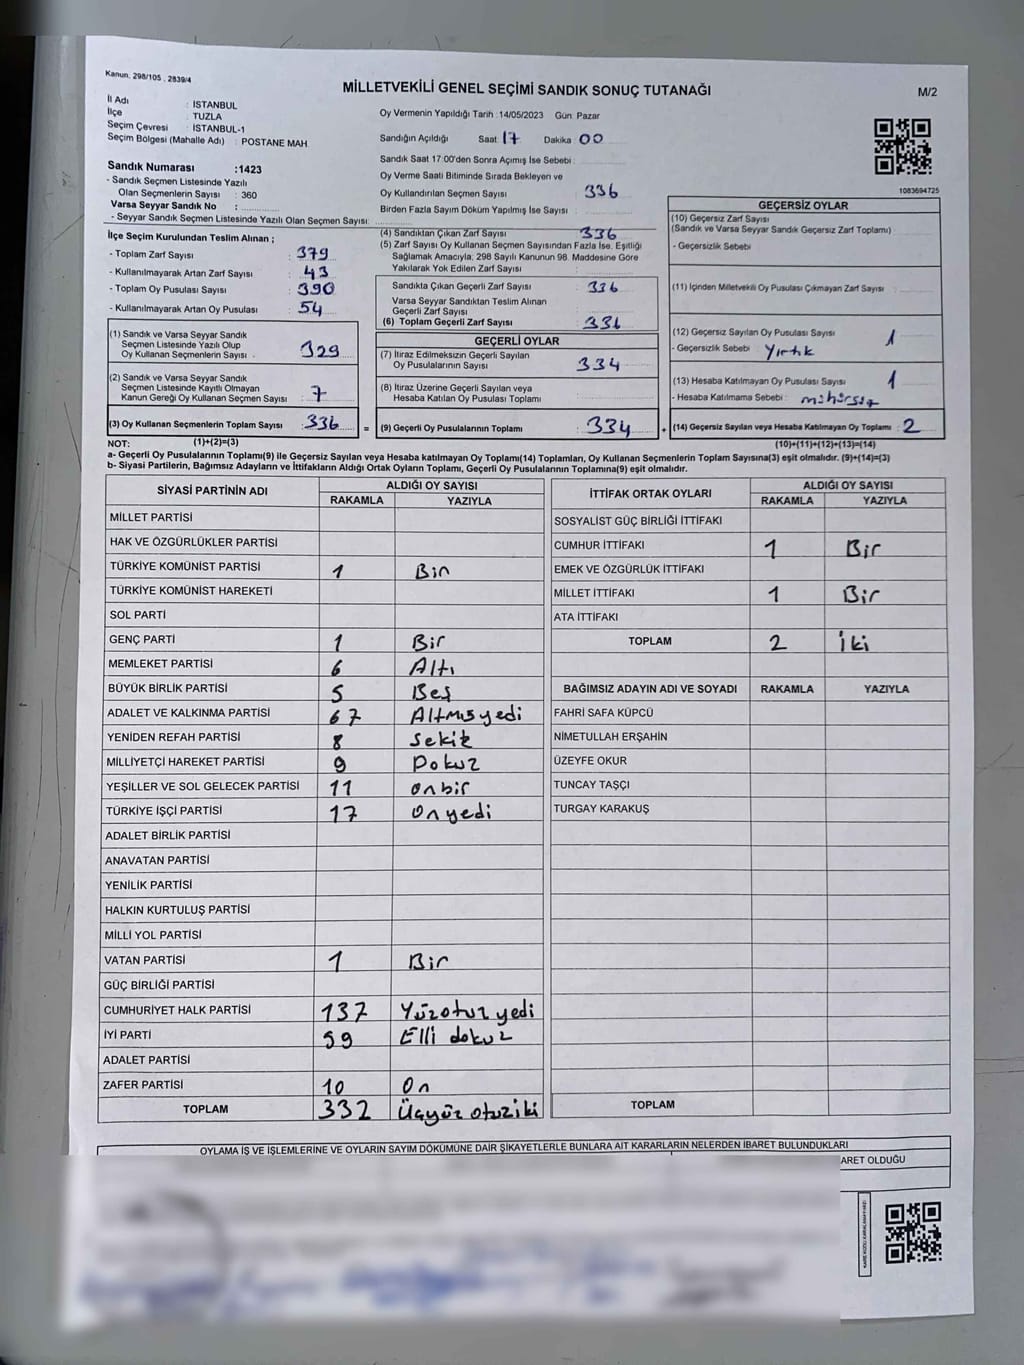 Kanun, 298/105 , 2839/4
MİLLETVEKİLİ GENEL SEÇİMİ SANDIK SONUÇ TUTANAĞI
M/2
İl Adı : İSTANBUL
İlçe : TUZLA
Seçim Çevresi : İSTANBUL-1
Seçim Bölgesi (Mahalle Adı) : POSTANE MAH
Sandık Numarası :1423
- Sandık Seçmen Listesinde Yazılı
Olan Seçmenlerin Sayısı : 360
Varsa Seyyar Sandık No :
- Seyyar Sandık Seçmen Listesinde Yazılı Olan Seçmen Sayısı:
Oy Vermenin Yapıldığı Tarih : 14/05/2023 Gün: Pazar
Sandığın Açıldığı Saat 17 Dakika 00
Sandık Saat 17:00'den Sonra Açımış İse Sebebi :
Oy Verme Saati Bitiminde Sırada Bekleyen ve
Oy Kullandırılan Seçmen Sayısı : 336
Birden Fazla Sayım Döküm Yapılmış İse Sayısı :
1083694725
İlçe Seçim Kurulundan Teslim Alınan ;
- Toplam Zarf Sayısı : 379
- Kullanılmayarak Artan Zarf Sayısı : 43
- Toplam Oy Pusulası Sayısı : 390
- Kullanılmayarak Artan Oy Pusulası : 54
(1) Sandık ve Varsa Seyyar Sandık
Seçmen Listesinde Yazılı Olup
Oy Kullanan Seçmenlerin Sayısı : 329
(2) Sandık ve Varsa Seyyar Sandık
Seçmen Listesinde Kayıtlı Olmayan
Kanun Gereği Oy Kullanan Seçmen Sayısı : 7
(3) Oy Kullanan Seçmenlerin Toplam Sayısı : 336
(4) Sandıktan Çıkan Zarf Sayısı : 336
(5) Zarf Sayısı Oy Kullanan Seçmen Sayısından Fazla İse, Eşitliği
Sağlamak Amacıyla; 298 Sayılı Kanunun 98. Maddesine Göre
Yakılarak Yok Edilen Zarf Sayısı :
Sandıkta Çıkan Geçerli Zarf Sayısı : 336
Varsa Seyyar Sandıktan Teslim Alınan
Geçerli Zarf Sayısı :
(6) Toplam Geçerli Zarf Sayısı : 336
GEÇERLİ OYLAR
(7) İtiraz Edilmeksizin Geçerli Sayılan
Oy Pusulalarının Sayısı : 334
(8) İtiraz Üzerine Geçerli Sayılan veya
Hesaba Katılan Oy Pusulası Toplamı :
= (9) Geçerli Oy Pusulalarının Toplamı : 334
GEÇERSİZ OYLAR
(10) Geçersiz Zarf Sayısı
(Sandık ve Varsa Seyyar Sandık Geçersiz Zarf Toplamı)
- Geçersizlik Sebebi
(11) İçinden Milletvekili Oy Pusulası Çıkmayan Zarf Sayısı
(12) Geçersiz Sayılan Oy Pusulası Sayısı : 1
- Geçersizlik Sebebi Yırtık
(13) Hesaba Katılmayan Oy Pusulası Sayısı : 1
- Hesaba Katılmama Sebebi : mühürsüz
+ (14) Geçersiz Sayılan veya Hesaba Katılmayan Oy Toplamı : 2
NOT: (1)+(2)=(3)
(10)+(11)+(12)+(13)=(14)
a- Geçerli Oy Pusulalarının Toplamı(9) ile Geçersiz Sayılan veya Hesaba katılmayan Oy Toplamı(14) Toplamları, Oy Kullanan Seçmenlerin Toplam Sayısına(3) eşit olmalıdır. (9)+(14)=(3)
b- Siyasi Partilerin, Bağımsız Adayların ve İttifakların Aldığı Ortak Oyların Toplamı, Geçerli Oy Pusulalarının Toplamına(9) eşit olmalıdır.
SİYASİ PARTİNİN ADI ALDIĞI OY SAYISI
RAKAMLA YAZIYLA
MİLLET PARTİSİ
HAK VE ÖZGÜRLÜKLER PARTİSİ
TÜRKİYE KOMÜNİST PARTİSİ 1 Bir
TÜRKİYE KOMÜNİST HAREKETİ
SOL PARTİ
GENÇ PARTİ 1 Bir
MEMLEKET PARTİSİ 6 Altı
BÜYÜK BİRLİK PARTİSİ 5 Beş
ADALET VE KALKINMA PARTİSİ 67 Altmışyedi
YENİDEN REFAH PARTİSİ 8 Sekiz
MİLLİYETÇİ HAREKET PARTİSİ 9 Dokuz
YEŞİLLER VE SOL GELECEK PARTİSİ 11 onbir
TÜRKİYE İŞÇİ PARTİSİ 17 Onyedi
ADALET BİRLİK PARTİSİ
ANAVATAN PARTİSİ
YENİLİK PARTİSİ
HALKIN KURTULUŞ PARTİSİ
MİLLİ YOL PARTİSİ
VATAN PARTİSİ 1 Bir
GÜÇ BİRLİĞİ PARTİSİ
CUMHURİYET HALK PARTİSİ 137 Yüzotuz yedi
İYİ PARTİ 59 Elli dokuz
ADALET PARTİSİ
ZAFER PARTİSİ 10 On
TOPLAM 332 Üçyüz otuziki
İTTİFAK ORTAK OYLARI ALDIĞI OY SAYISI
RAKAMLA YAZIYLA
SOSYALİST GÜÇ BİRLİĞİ İTTİFAKI
CUMHUR İTTİFAKI 1 Bir
EMEK VE ÖZGÜRLÜK İTTİFAKI
MİLLET İTTİFAKI 1 Bir
ATA İTTİFAKI
TOPLAM 2 İki
BAĞIMSIZ ADAYIN ADI VE SOYADI RAKAMLA YAZIYLA
FAHRİ SAFA KÜPCÜ
NİMETULLAH ERŞAHİN
ÜZEYFE OKUR
TUNCAY TAŞÇI
TURGAY KARAKUŞ
TOPLAM
OYLAMA İŞ VE İŞLEMLERİNE VE OYLARIN SAYIM DÖKÜMÜNE DAİR ŞİKAYETLERLE BUNLARA AİT KARARLARIN NELERDEN İBARET BULUNDUKLARI
ARET OLDUĞU